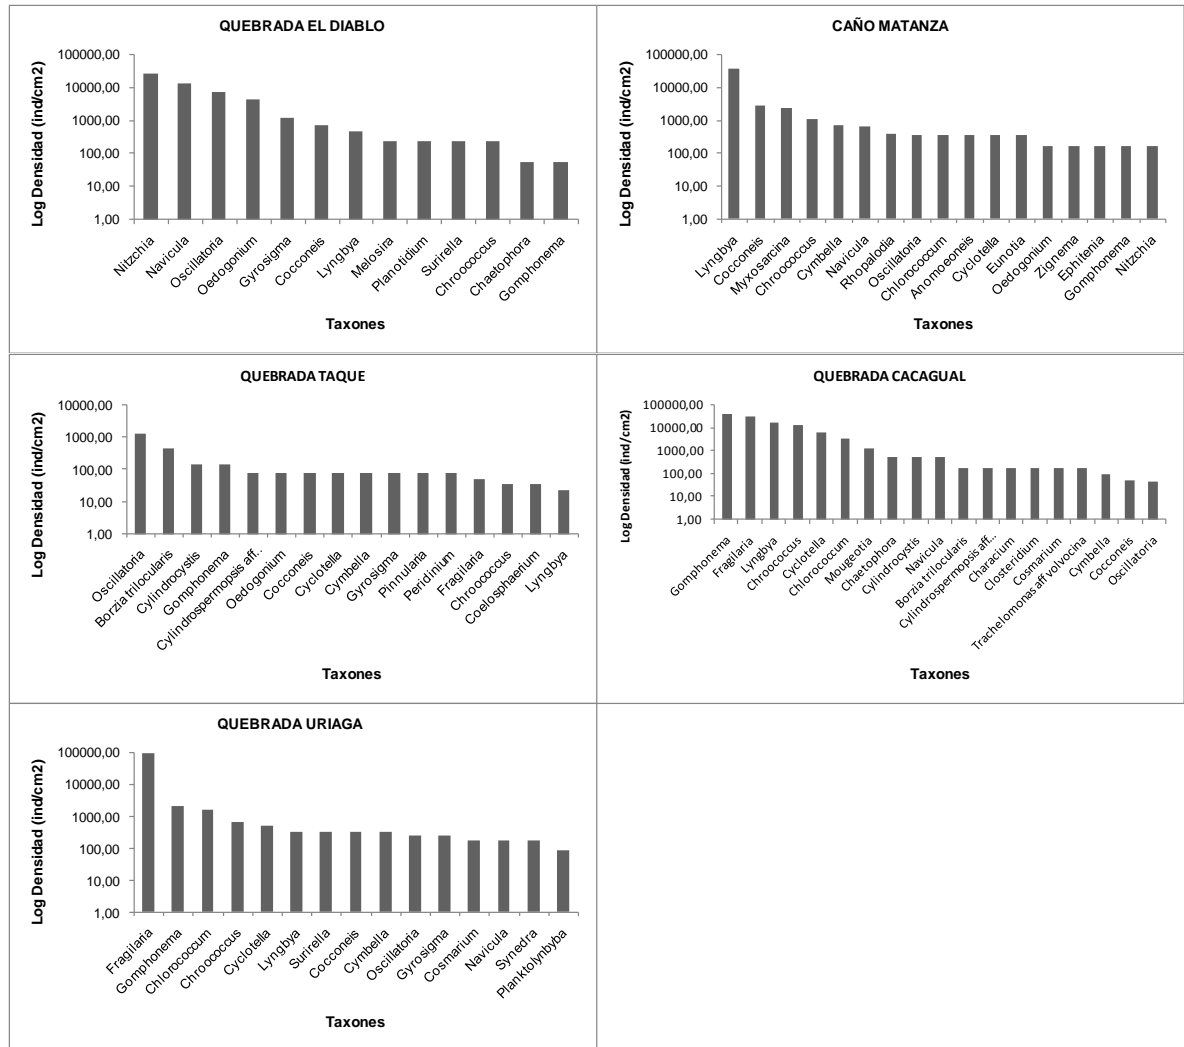 QUEBRADA EL DIABLO
Log Densidad (ind/cm2)
100000,00
10000,00
1000,00
100,00
10,00
1,00
Nitzchia
Navicula
Oscillatoria
Oedogonium
Gyrosigma
Cocconeis
Lyngbya
Melosira
Planotidium
Surirella
Chroococcus
Chaetophora
Gomphonema
Taxones
CAÑO MATANZA
Log Densidad (ind/cm2)
100000,00
10000,00
1000,00
100,00
10,00
1,00
Lyngbya
Cocconeis
Myxosarcina
Chroococcus
Cymbella
Navicula
Rhopalodia
Oscillatoria
Chlorococcum
Anomoeneis
Cyclotella
Eunotia
Oedogonium
Zignema
Ephitenia
Gomphonema
Nitzchia
Taxones
QUEBRADA TAQUE
Log Densidad (ind/cm2)
10000,00
1000,00
100,00
10,00
1,00
Oscillatoria
Borzia trilocularis
Cylindrocystis
Gomphonema
Cylindrospermopsis aff..
Oedogonium
Cocconeis
Cyclotella
Cymbella
Gyrosigma
Pinnularia
Peridinium
Fragilaria
Chroococcus
Coelosphaerium
Lyngbya
Taxones
QUEBRADA CACAGUAL
Log Densidad (ind/cm2)
100000,00
10000,00
1000,00
100,00
10,00
1,00
Gomphonema
Fragilaria
Lyngbya
Chroococcus
Cyclotella
Chlorococcum
Mougeotia
Chaetophora
Cylindrocystis
Navicula
Borzia trilocularis
Cylindrospermopsis aff...
Characium
Closteridium
Cosmarium
Trachelomonas aff volvocina
Cymbella
Cocconeis
Oscillatoria
Taxones
QUEBRADA URIAGA
Log Densidad (ind/cm2)
100000,00
10000,00
1000,00
100,00
10,00
1,00
Fragilaria
Gomphonema
Chlorococcum
Chroococcus
Cyclotella
Lyngbya
Surirella
Cocconeis
Cymbella
Oscillatoria
Gyrosigma
Cosmarium
Navicula
Synedra
Planktolynbyba
Taxones